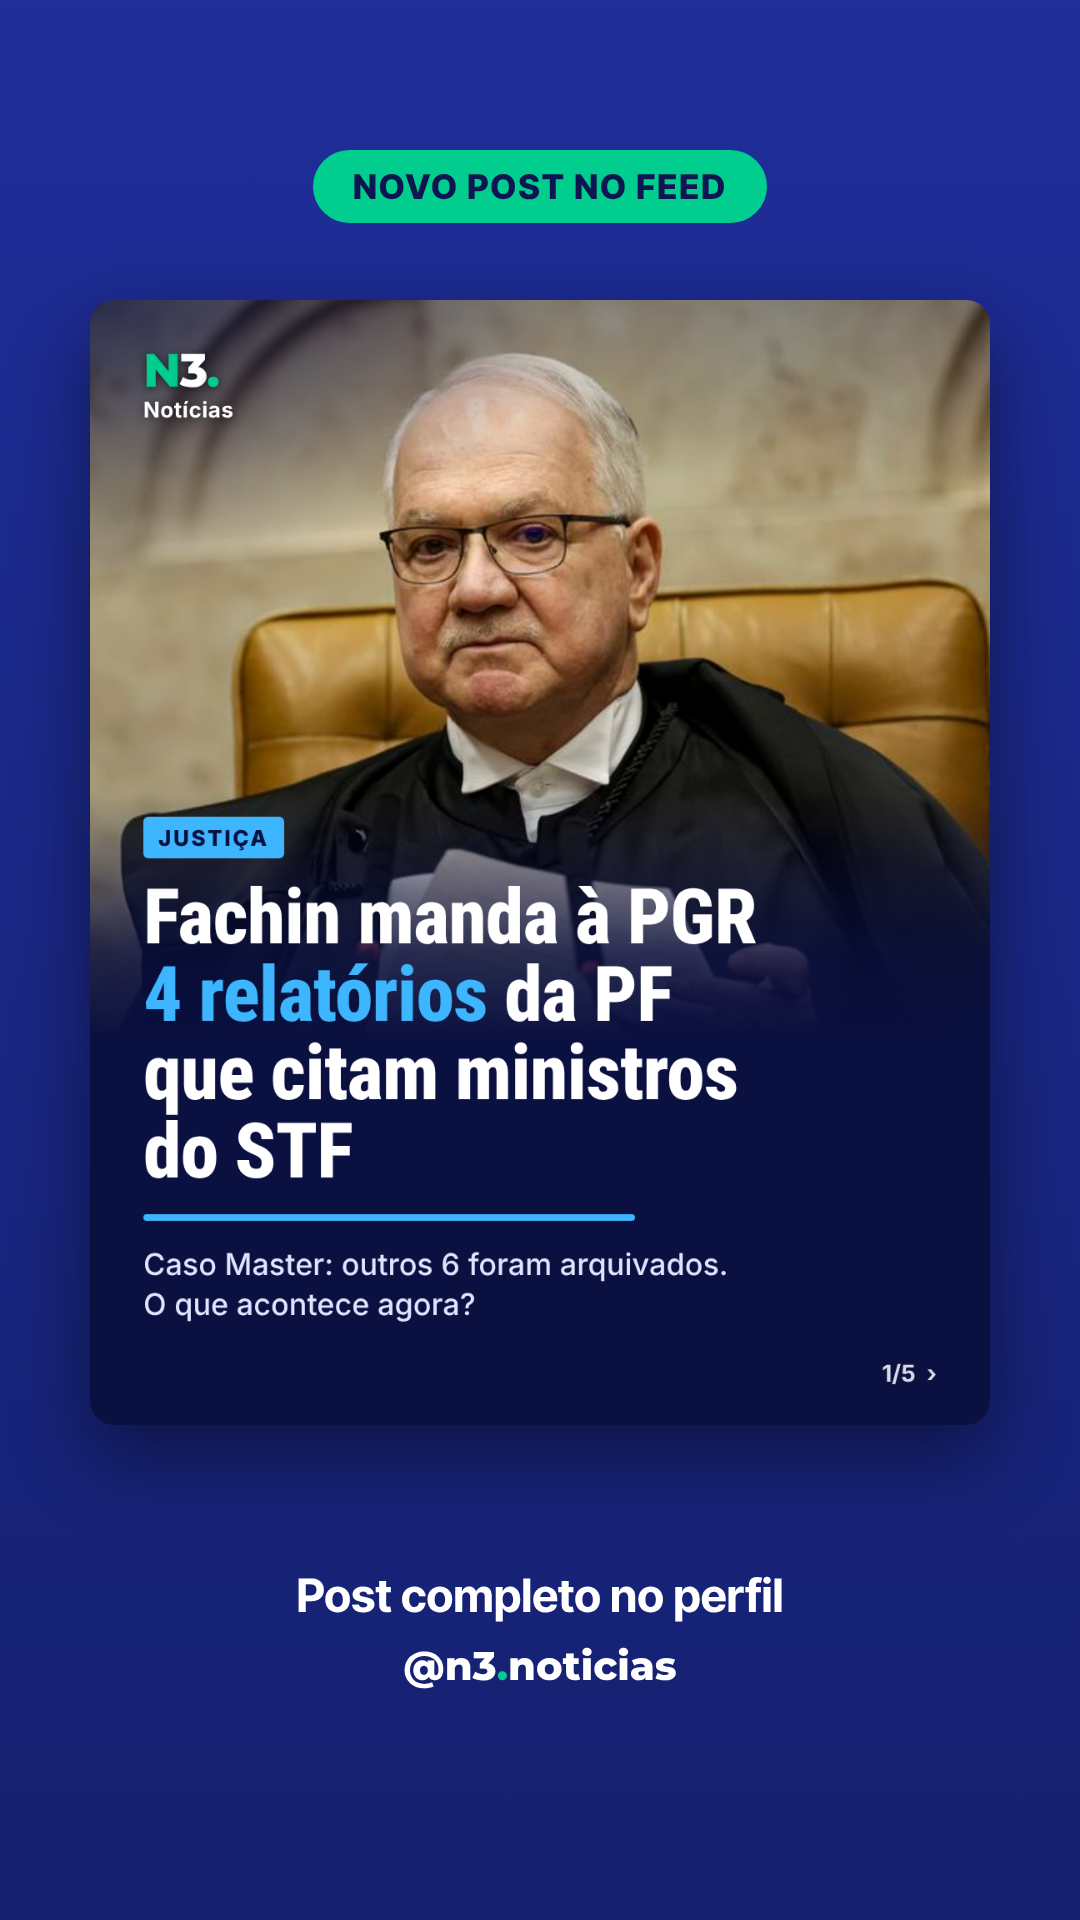 NOVO POST NO FEED
N3.
Notícias
JUSTIÇA
Fachin manda à PGR
4 relatórios da PF
que citam ministros
do STF
Caso Master: outros 6 foram arquivados.
O que acontece agora?
1/5 ›
Post completo no perfil
@n3.noticias